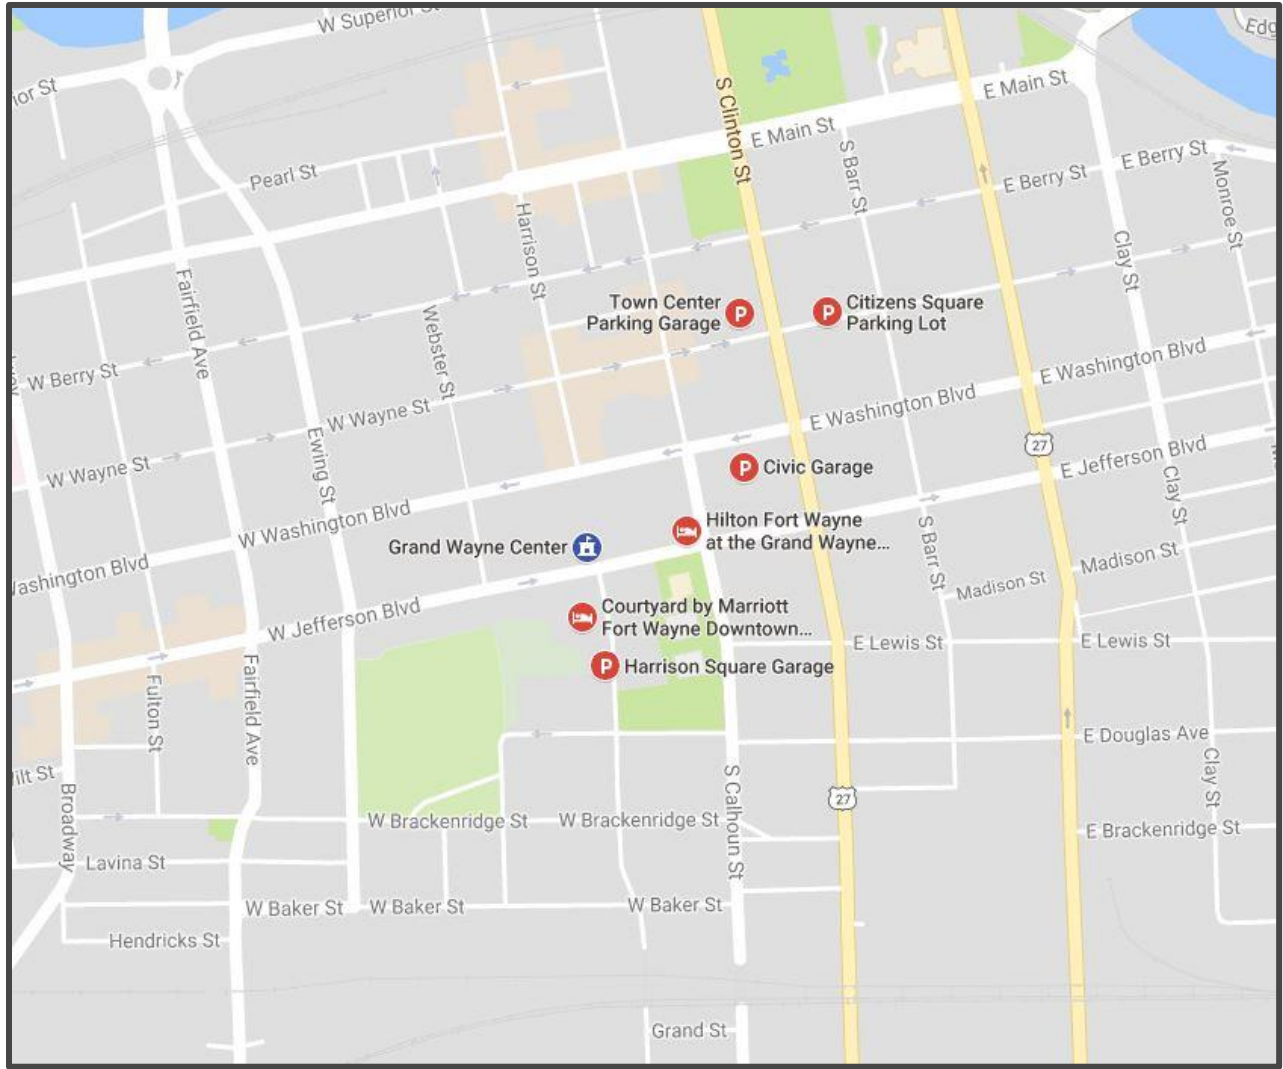 W Superior St
Edg
ior St
E Main St
S Clinton St
E Main St
Pearl St
S Barr St
E Berry St
E Berry St
Monroe St
Harrison St
Clay St
Fairfield Ave
Town Center
Parking Garage
P
P
Citizens Square
Parking Lot
Webster St
W Berry St
E Washington Blvd
E Washington Blvd
W Wayne St
W Wayne St
Ewing St
27
E Jefferson Blvd
P
Civic Garage
Clay St
W Washington Blvd
Hilton Fort Wayne
at the Grand Wayne...
S Barr St
Grand Wayne Center
Washington Blvd
Madison St
Madison St
W Jefferson Blvd
Courtyard by Marriott
Fort Wayne Downtown...
E Lewis St
E Lewis St
P
Harrison Square Garage
Fulton St
Fairfield Ave
E Douglas Ave
ilt St
Broadway
S Calhoun St
27
Clay St
W Brackenridge St
W Brackenridge St
E Brackenridge St
Lavina St
W Baker St
W Baker St
W Baker St
Hendricks St
Grand St